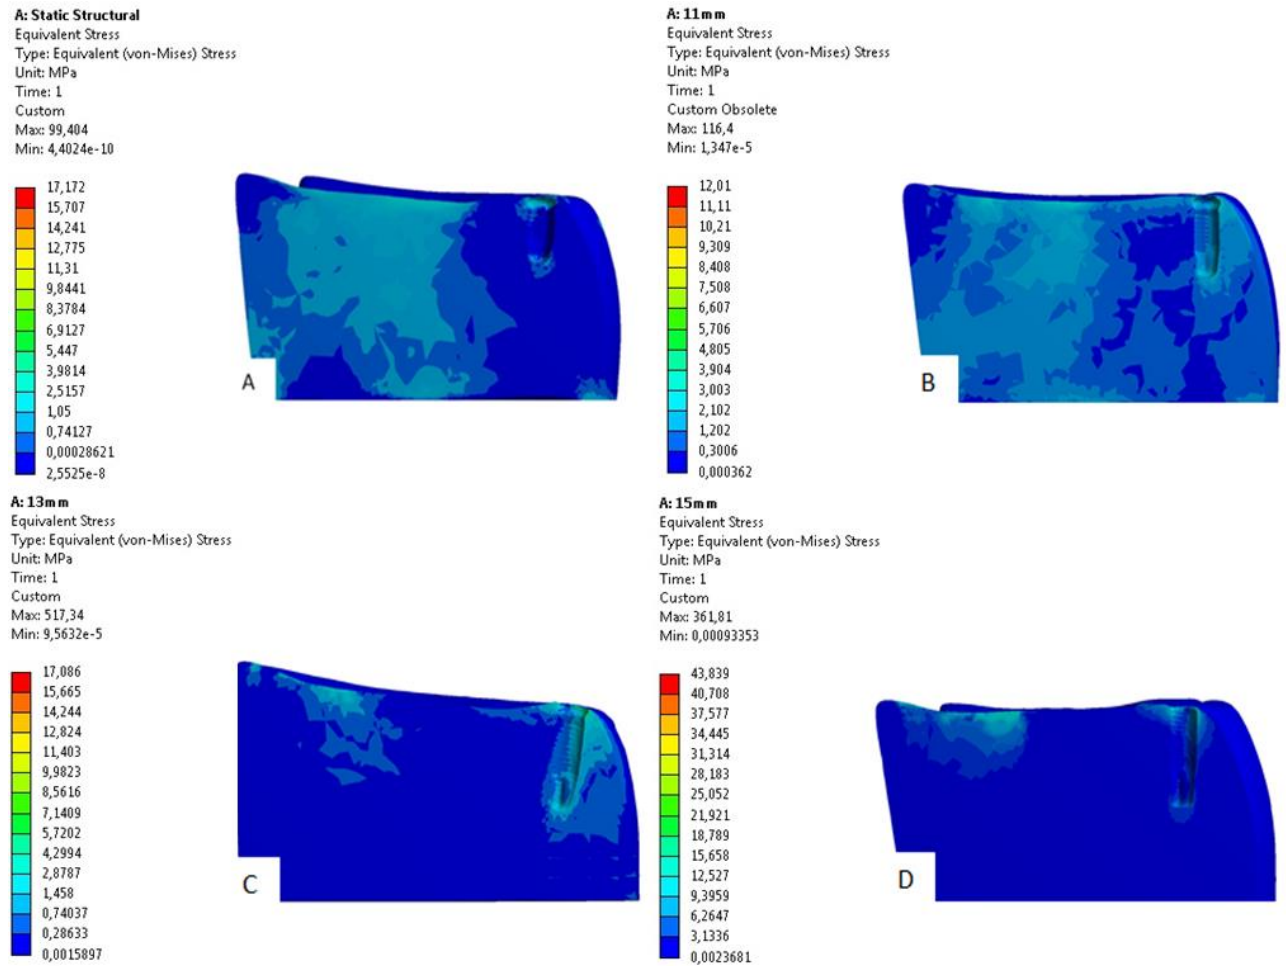 A: Static Structural
Equivalent Stress
Type: Equivalent (von-Mises) Stress
Unit: MPa
Time: 1
Custom
Max: 99,404
Min: 4,4024e-10
17,172
15,707
14,241
12,775
11,31
9,8441
8,3784
6,9127
5,447
3,9814
2,5157
1,05
0,74127
0,00028621
2,5525e-8
A
A: 11mm
Equivalent Stress
Type: Equivalent (von-Mises) Stress
Unit: MPa
Time: 1
Custom Obsolete
Max: 116,4
Min: 1,347e-5
12,01
11,11
10,21
9,309
8,408
7,508
6,607
5,706
4,805
3,904
3,003
2,102
1,202
0,3006
0,000362
B
A: 13mm
Equivalent Stress
Type: Equivalent (von-Mises) Stress
Unit: MPa
Time: 1
Custom
Max: 517,34
Min: 9,5632e-5
17,086
15,665
14,244
12,824
11,403
9,9823
8,5616
7,1409
5,7202
4,2994
2,8787
1,458
0,74037
0,28633
0,0015897
C
A: 15mm
Equivalent Stress
Type: Equivalent (von-Mises) Stress
Unit: MPa
Time: 1
Custom
Max: 361,81
Min: 0,00093353
43,839
40,708
37,577
34,445
31,314
28,183
25,052
21,921
18,789
15,658
12,527
9,3959
6,2647
3,1336
0,0023681
D